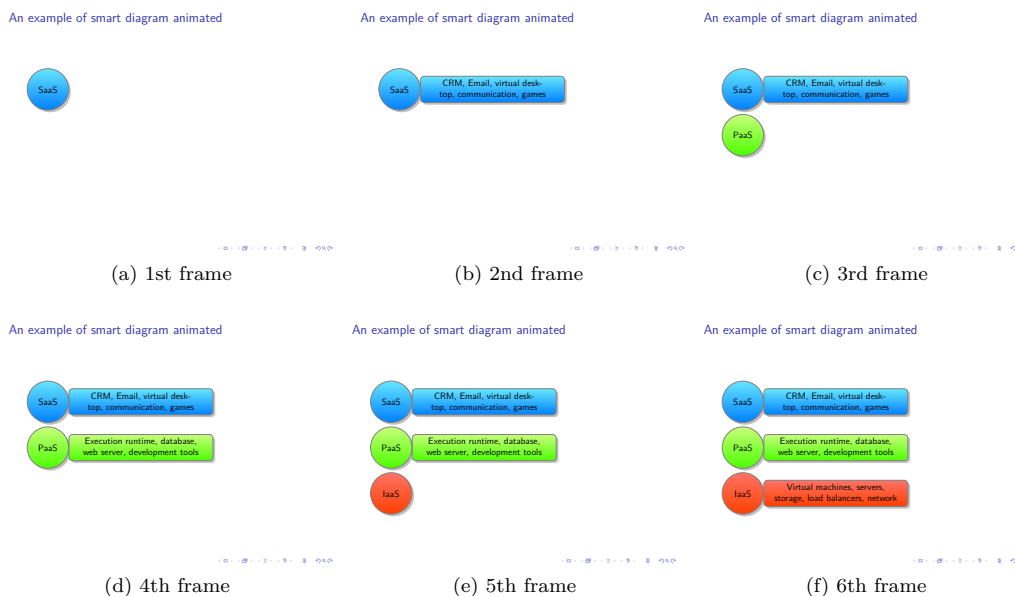 An example of smart diagram animated
SaaS
(a) 1st frame
An example of smart diagram animated
SaaS
CRM, Email, virtual desk-
top, communication, games
(b) 2nd frame
An example of smart diagram animated
SaaS
CRM, Email, virtual desk-
top, communication, games
PaaS
(c) 3rd frame
An example of smart diagram animated
SaaS
CRM, Email, virtual desk-
top, communication, games
PaaS
Execution runtime, database,
web server, development tools
(d) 4th frame
An example of smart diagram animated
SaaS
CRM, Email, virtual desk-
top, communication, games
PaaS
Execution runtime, database,
web server, development tools
IaaS
(e) 5th frame
An example of smart diagram animated
SaaS
CRM, Email, virtual desk-
top, communication, games
PaaS
Execution runtime, database,
web server, development tools
IaaS
Virtual machines, servers,
storage, load balancers, network
(f) 6th frame